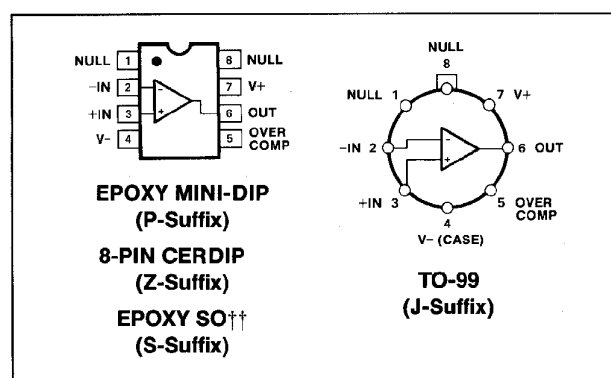 NULL 1 8 NULL
-IN 2 - 7 V+
+IN 3 + 6 OUT
V- 4 5 OVER COMP
EPOXY MINI-DIP
(P-Suffix)
8-PIN CERDIP
(Z-Suffix)
EPOXY SO††
(S-Suffix)
NULL
8
NULL 1 7 V+
-IN 2 - 6 OUT
+IN 3 + 5 OVER COMP
4
V- (CASE)
TO-99
(J-Suffix)